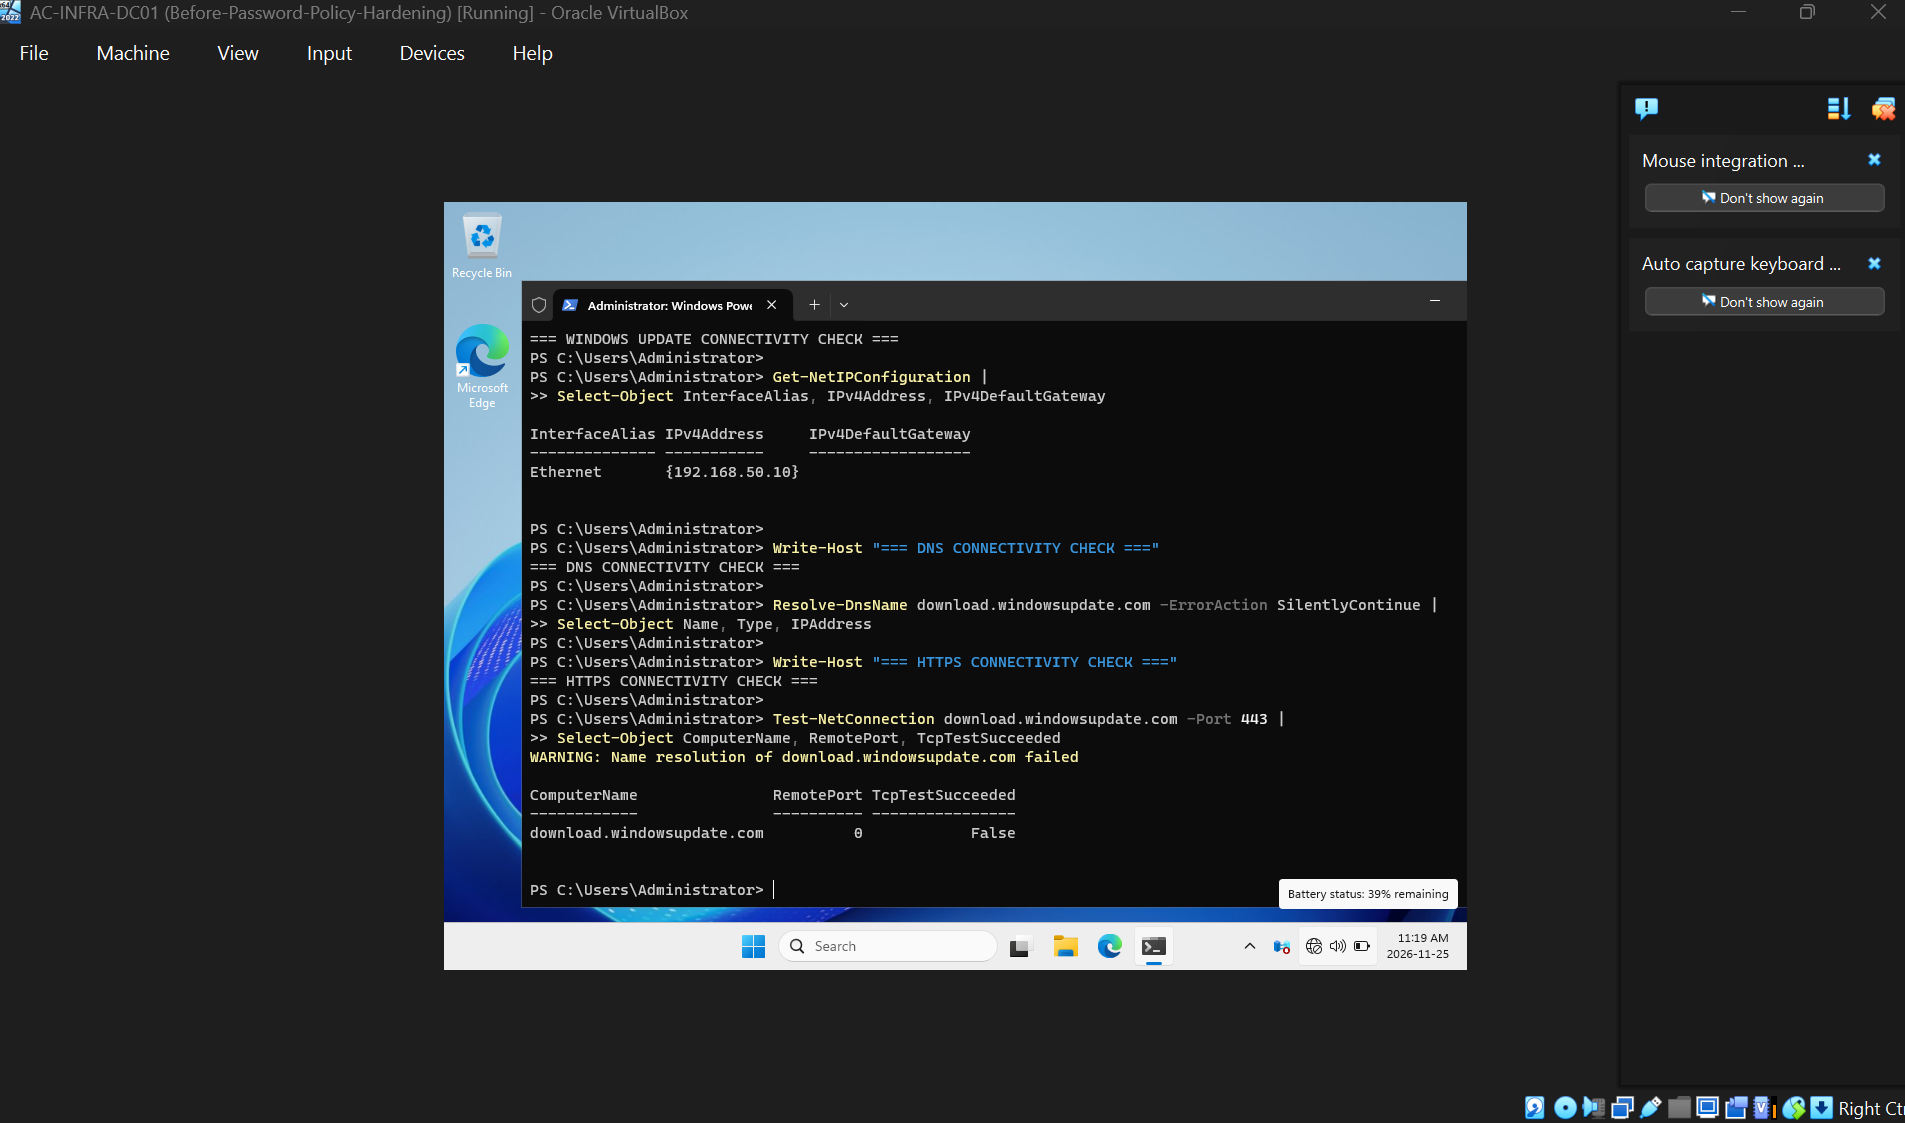 AC-INFRA-DC01 (Before-Password-Policy-Hardening) [Running] - Oracle VirtualBox
File Machine View Input Devices Help
Mouse integration ...
Don't show again
Auto capture keyboard ...
Don't show again
Recycle Bin
Microsoft
Edge
Administrator: Windows Powe
=== WINDOWS UPDATE CONNECTIVITY CHECK ===
PS C:\Users\Administrator>
PS C:\Users\Administrator> Get-NetIPConfiguration |
>> Select-Object InterfaceAlias, IPv4Address, IPv4DefaultGateway
InterfaceAlias IPv4Address     IPv4DefaultGateway
-------------- -----------     ------------------
Ethernet       {192.168.50.10}
PS C:\Users\Administrator>
PS C:\Users\Administrator> Write-Host "=== DNS CONNECTIVITY CHECK ==="
=== DNS CONNECTIVITY CHECK ===
PS C:\Users\Administrator>
PS C:\Users\Administrator> Resolve-DnsName download.windowsupdate.com -ErrorAction SilentlyContinue |
>> Select-Object Name, Type, IPAddress
PS C:\Users\Administrator>
PS C:\Users\Administrator> Write-Host "=== HTTPS CONNECTIVITY CHECK ==="
=== HTTPS CONNECTIVITY CHECK ===
PS C:\Users\Administrator>
PS C:\Users\Administrator> Test-NetConnection download.windowsupdate.com -Port 443 |
>> Select-Object ComputerName, RemotePort, TcpTestSucceeded
WARNING: Name resolution of download.windowsupdate.com failed
ComputerName               RemotePort TcpTestSucceeded
------------               ---------- ----------------
download.windowsupdate.com          0            False
PS C:\Users\Administrator>
Battery status: 39% remaining
Search
11:19 AM
2026-11-25
Right Ct